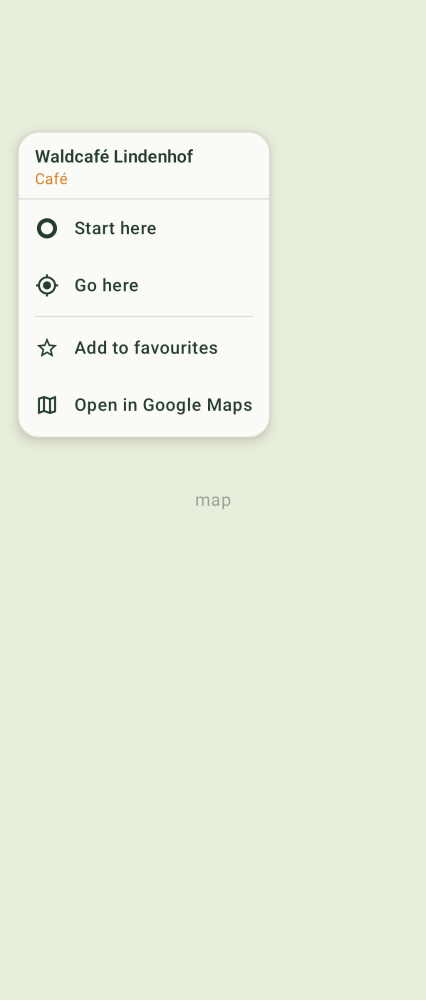 Waldcafé Lindenhof
Café
Start here
Go here
Add to favourites
Open in Google Maps
map